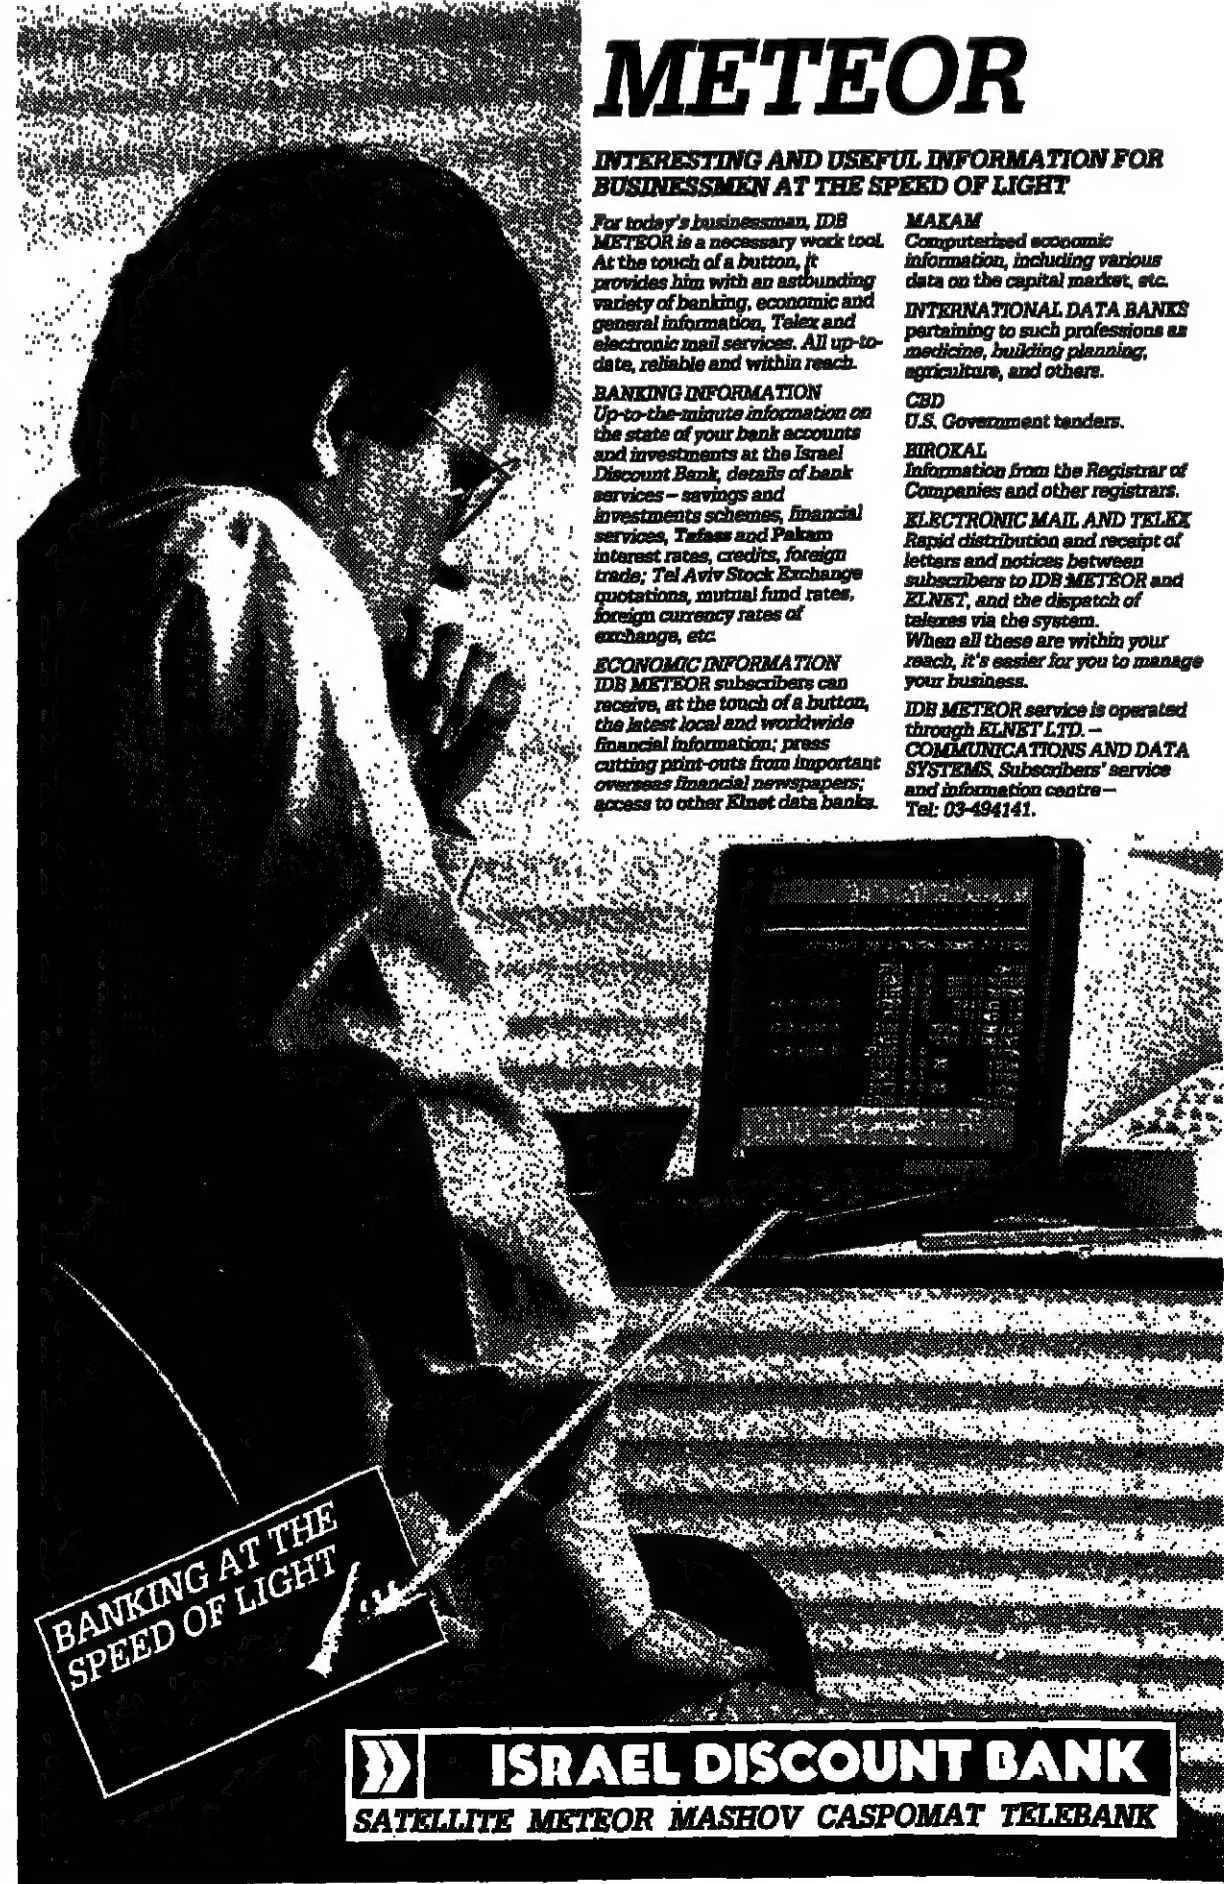 METEOR
INTERESTING AND USEFUL INFORMATION FOR
BUSINESSMEN AT THE SPEED OF LIGHT
For today's businessman, IDB
METEOR is a necessary work tool.
At the touch of a button, it
provides him with an astounding
variety of banking, economic and
general information, Telex and
electronic mail services. All up-to-
date, reliable and within reach.
BANKING INFORMATION
Up-to-the-minute information on
the state of your bank accounts
and investments at the Israel
Discount Bank, details of bank
services – savings and
investments schemes, financial
services, Tafass and Pakam
interest rates, credits, foreign
trade; Tel Aviv Stock Exchange
quotations, mutual fund rates,
foreign currency rates of
exchange, etc.
ECONOMIC INFORMATION
IDB METEOR subscribers can
receive, at the touch of a button,
the latest local and worldwide
financial information; press
cutting print-outs from important
overseas financial newspapers;
access to other Elnet data banks.
MAKAM
Computerized economic
information, including various
data on the capital market, etc.
INTERNATIONAL DATA BANKS
pertaining to such professions as
medicine, building planning,
agriculture, and others.
CBD
U.S. Government tenders.
BIROKAL
Information from the Registrar of
Companies and other registrars.
ELECTRONIC MAIL AND TELEX
Rapid distribution and receipt of
letters and notices between
subscribers to IDB METEOR and
ELNET, and the dispatch of
telexes via the system.
When all these are within your
reach, it's easier for you to manage
your business.
IDB METEOR service is operated
through ELNET LTD. –
COMMUNICATIONS AND DATA
SYSTEMS. Subscribers' service
and information centre –
Tel: 03-494141.
BANKING AT THE
SPEED OF LIGHT
ISRAEL DISCOUNT BANK
SATELLITE METEOR MASHOV CASPOMAT TELEBANK